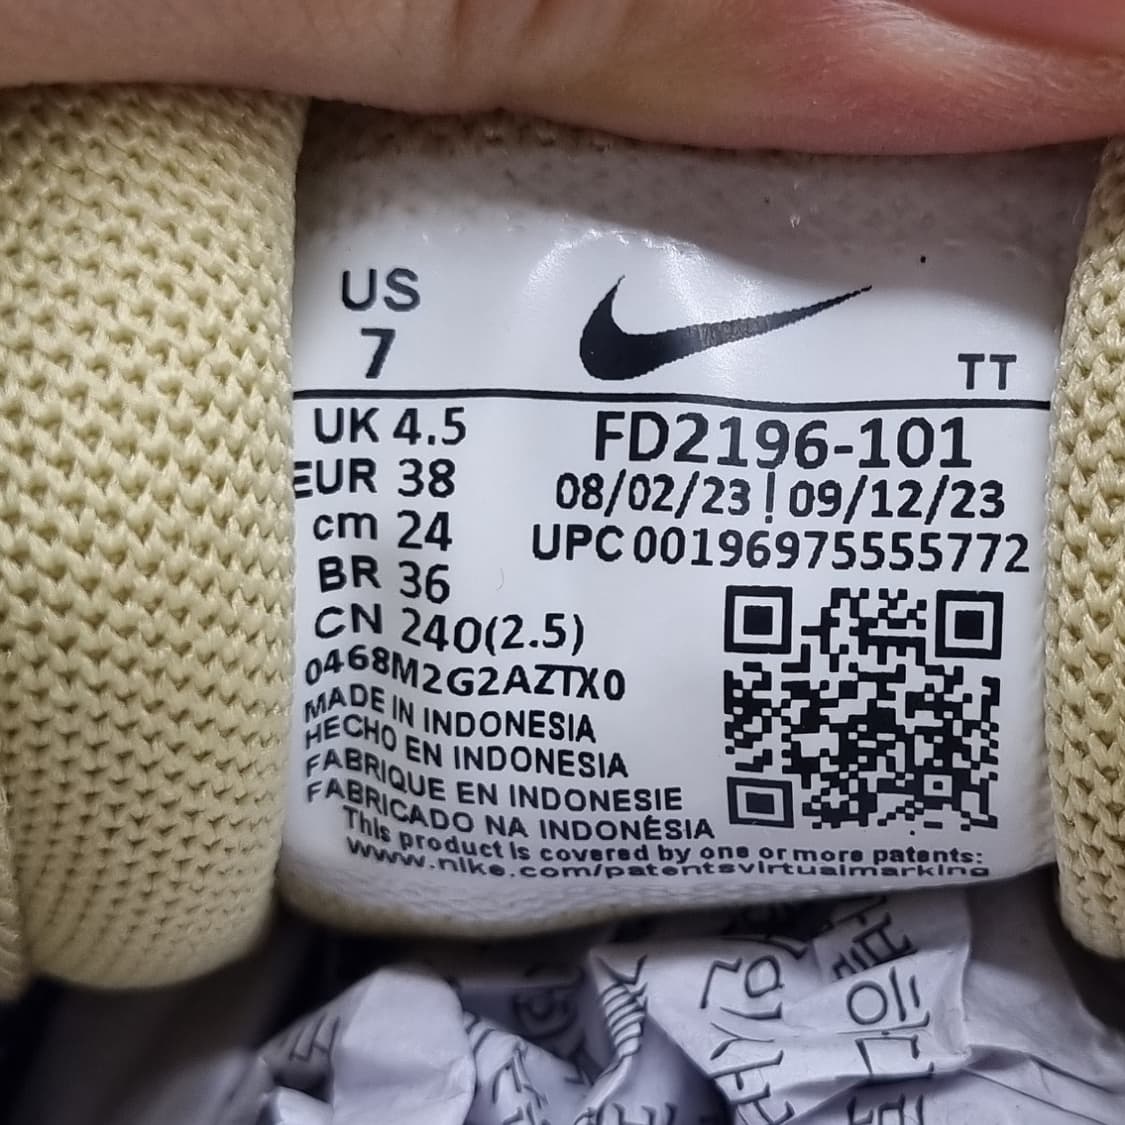 US
7
TT
UK 4.5
EUR 38
cm 24
BR 36
CN 240(2.5)
FD2196-101
08/02/23 | 09/12/23
UPC 00196975555772
0468M2G2AZTX0
MADE IN INDONESIA
HECHO EN INDONESIA
FABRIQUE EN INDONESIE
FABRICADO NA INDONÉSIA
This product is covered by one or more patents:
www.nike.com/patentsvirtualmarking